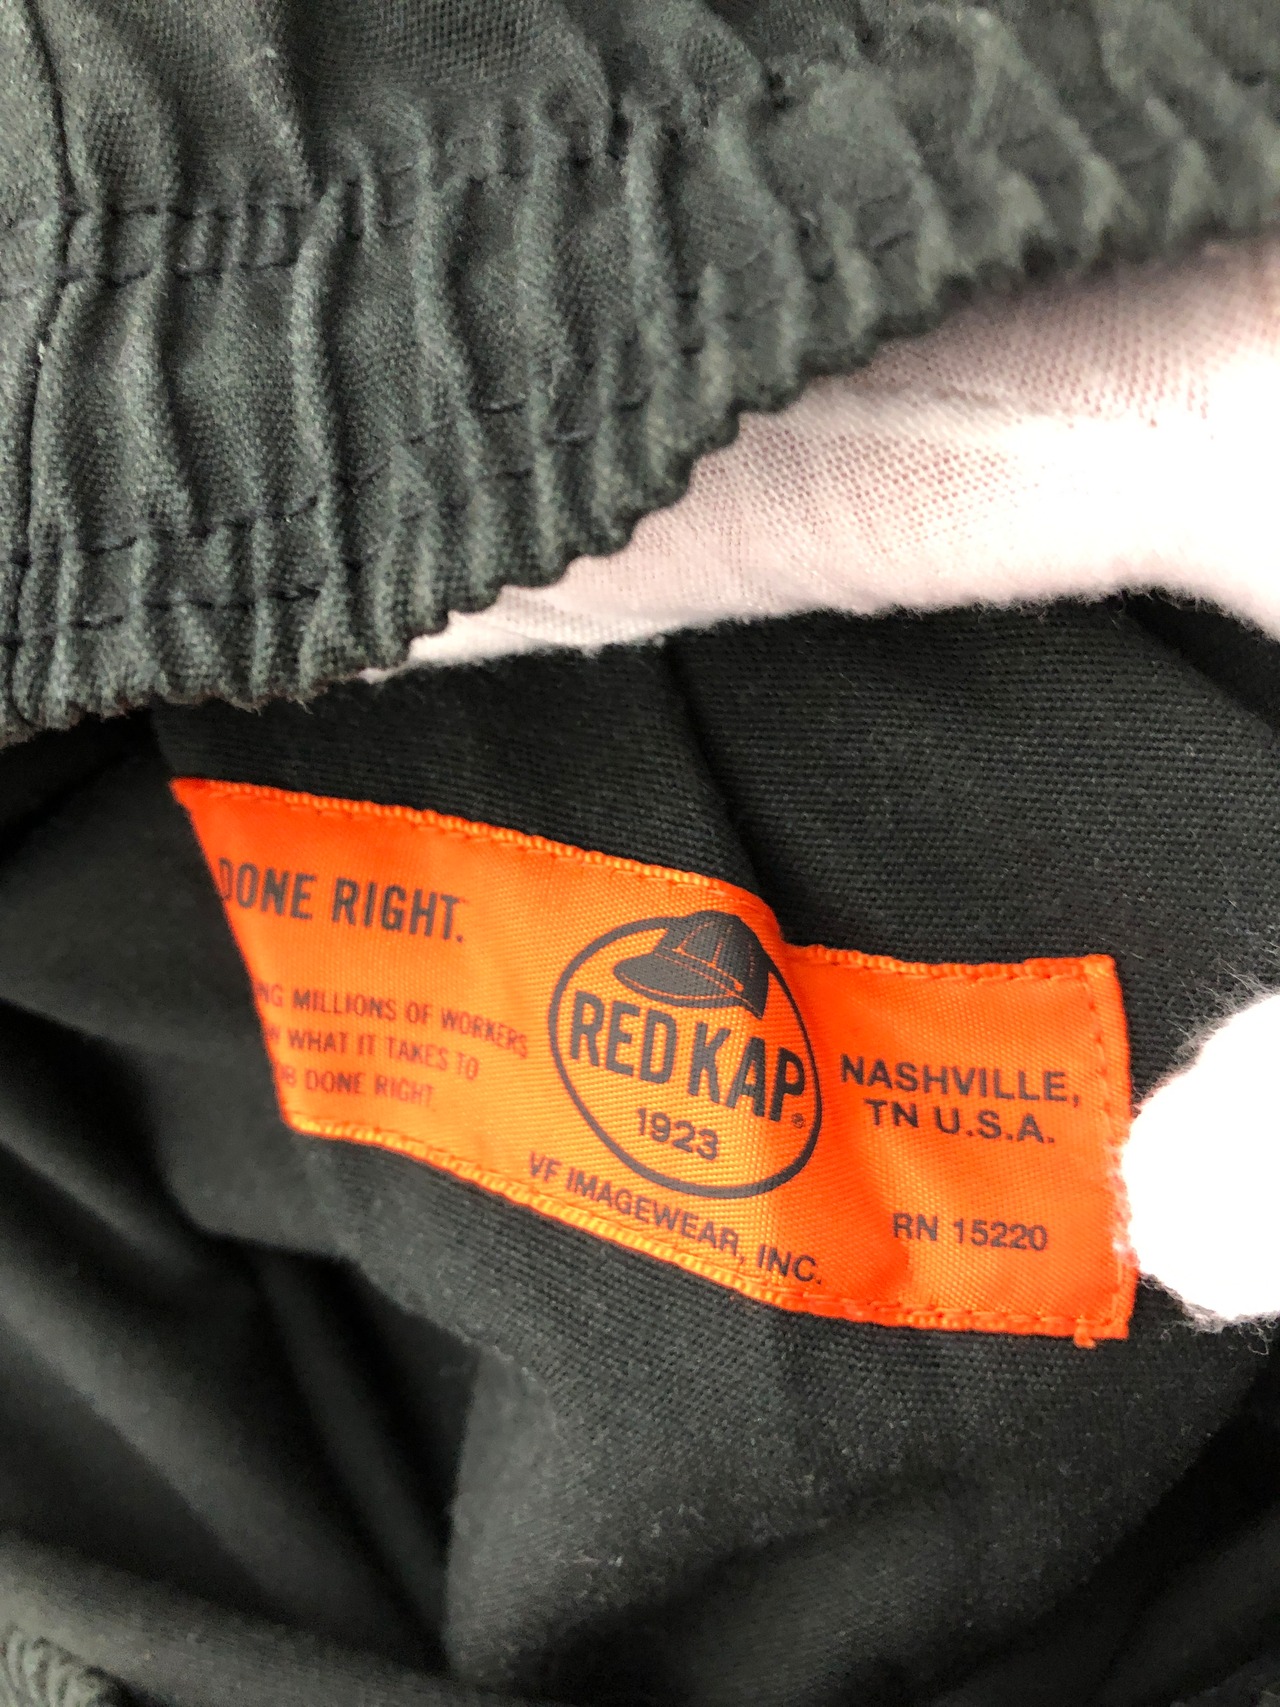 DONE RIGHT.
MILLIONS OF WORKERS
WHAT IT TAKES TO
DONE RIGHT.
RED KAP®
1923
VF IMAGEWEAR, INC.
NASHVILLE,
TN U.S.A.
RN 15220